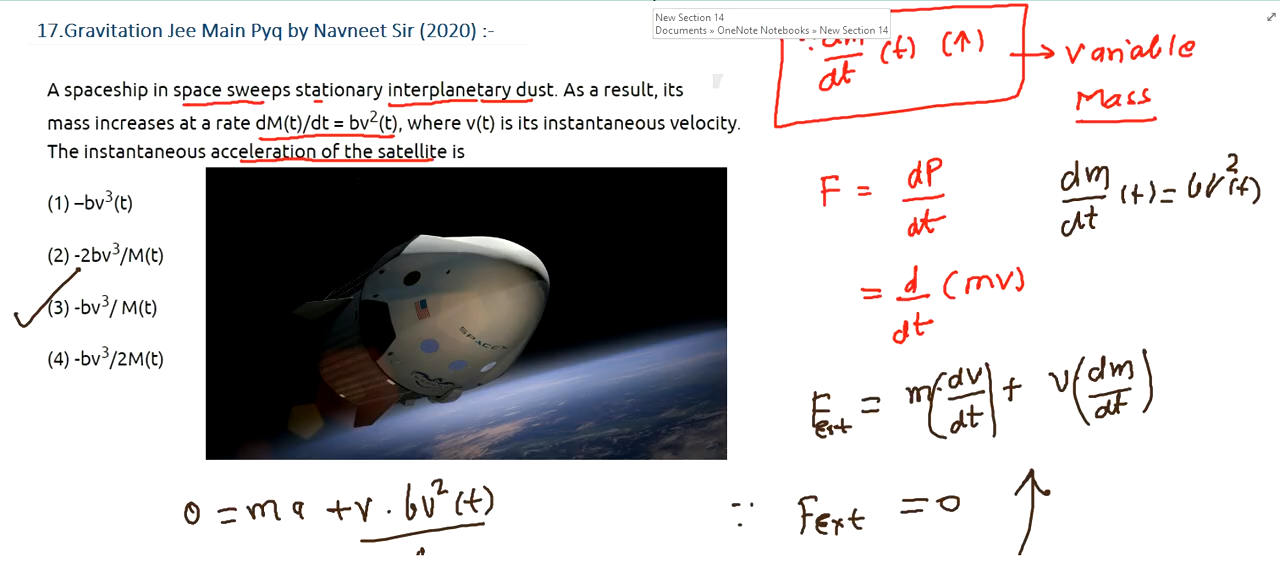 17.Gravitation Jee Main Pyq by Navneet Sir (2020) :-
New Section 14
Documents » OneNote Notebooks » New Section 14
A spaceship in space sweeps stationary interplanetary dust. As a result, its
mass increases at a rate dM(t)/dt = bv²(t), where v(t) is its instantaneous velocity.
The instantaneous acceleration of the satellite is
(1) –bv³(t)
(2) -2bv³/M(t)
(3) -bv³/ M(t)
(4) -bv³/2M(t)
SPACEX
dm/dt (t) (↑) → variable
Mass
F = dP/dt
dm/dt (t) = bv²(t)
= d/dt (mv)
Fext = m(dv/dt) + v(dm/dt)
∵ Fext = 0 ↑
0 = ma + v . bv²(t)